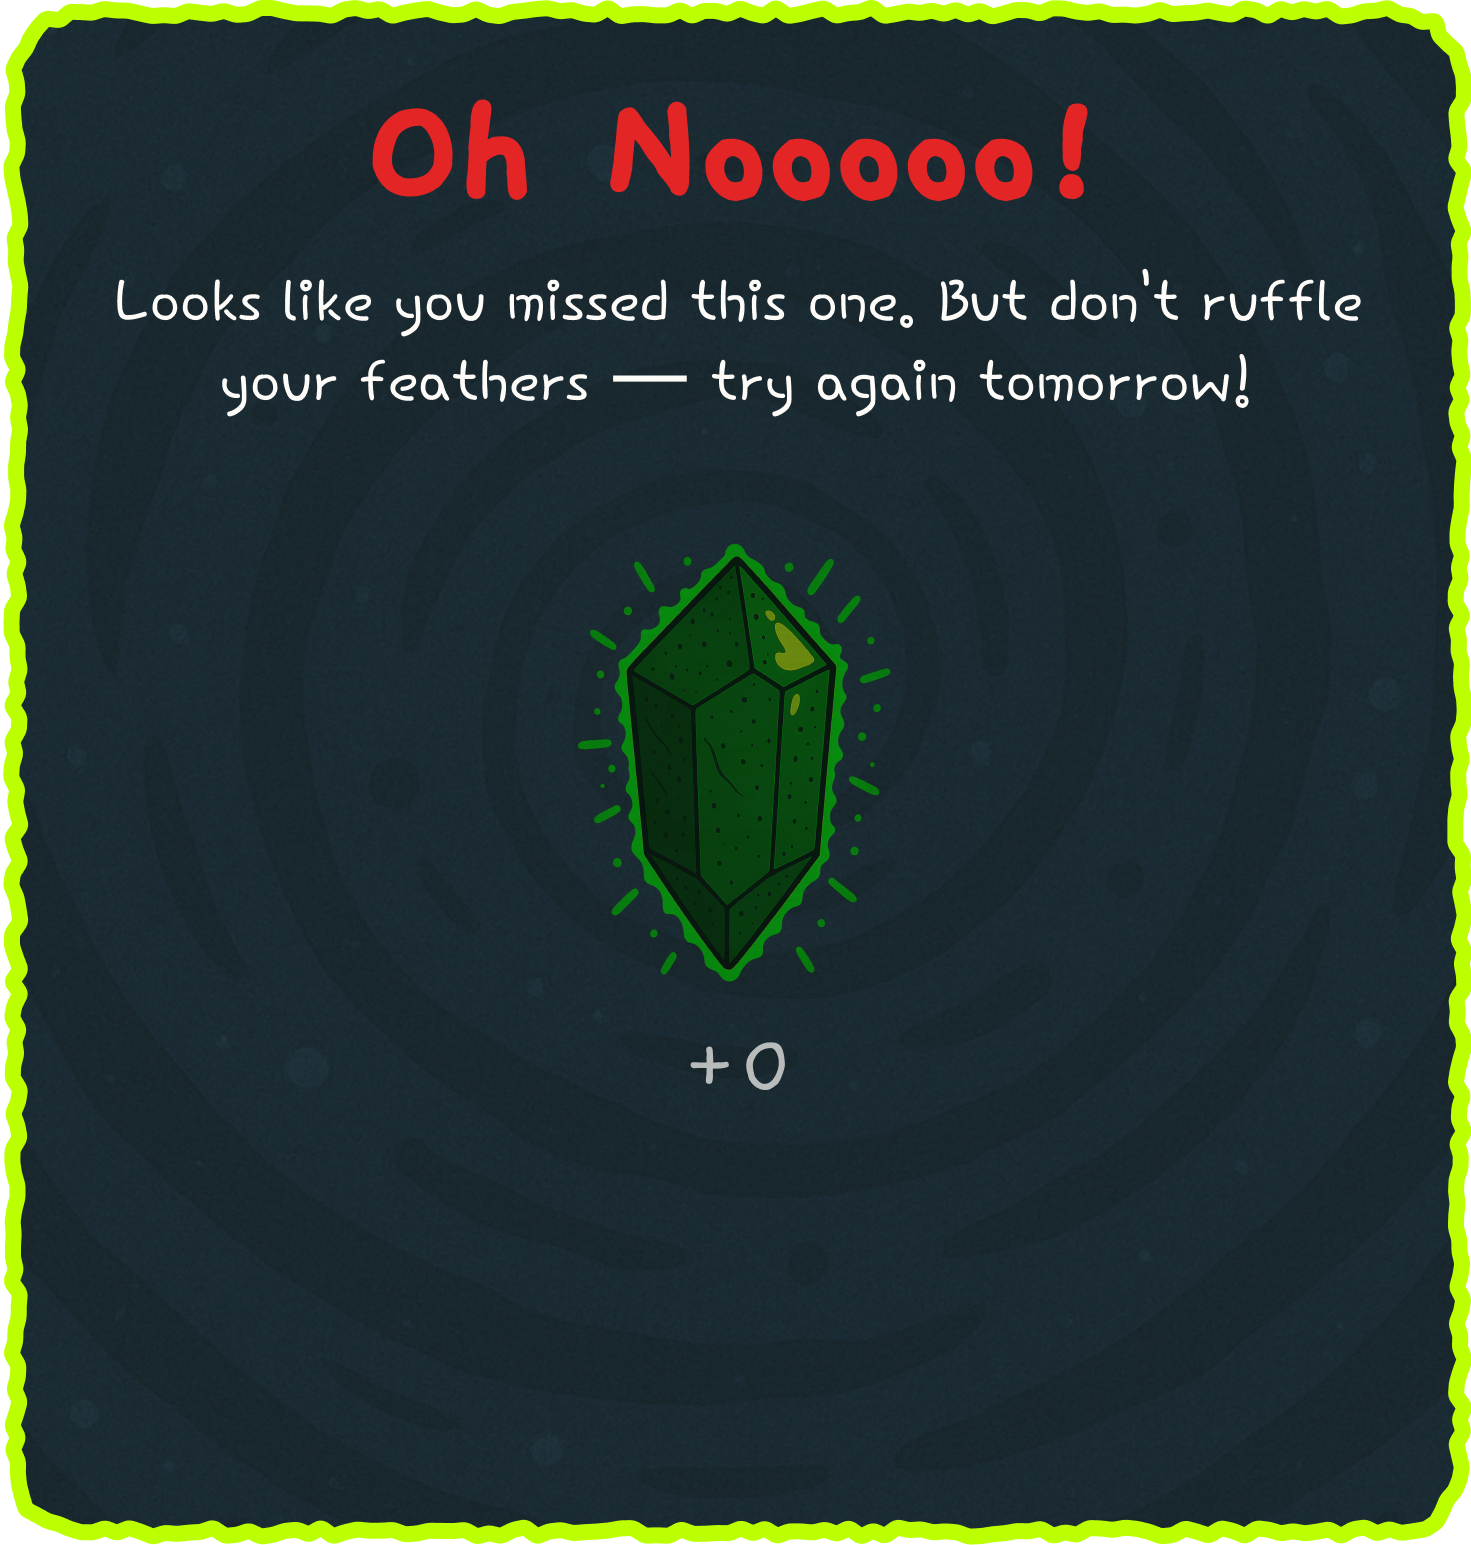 Oh Nooooo!
Looks like you missed this one. But don't ruffle
your feathers — try again tomorrow!
+0